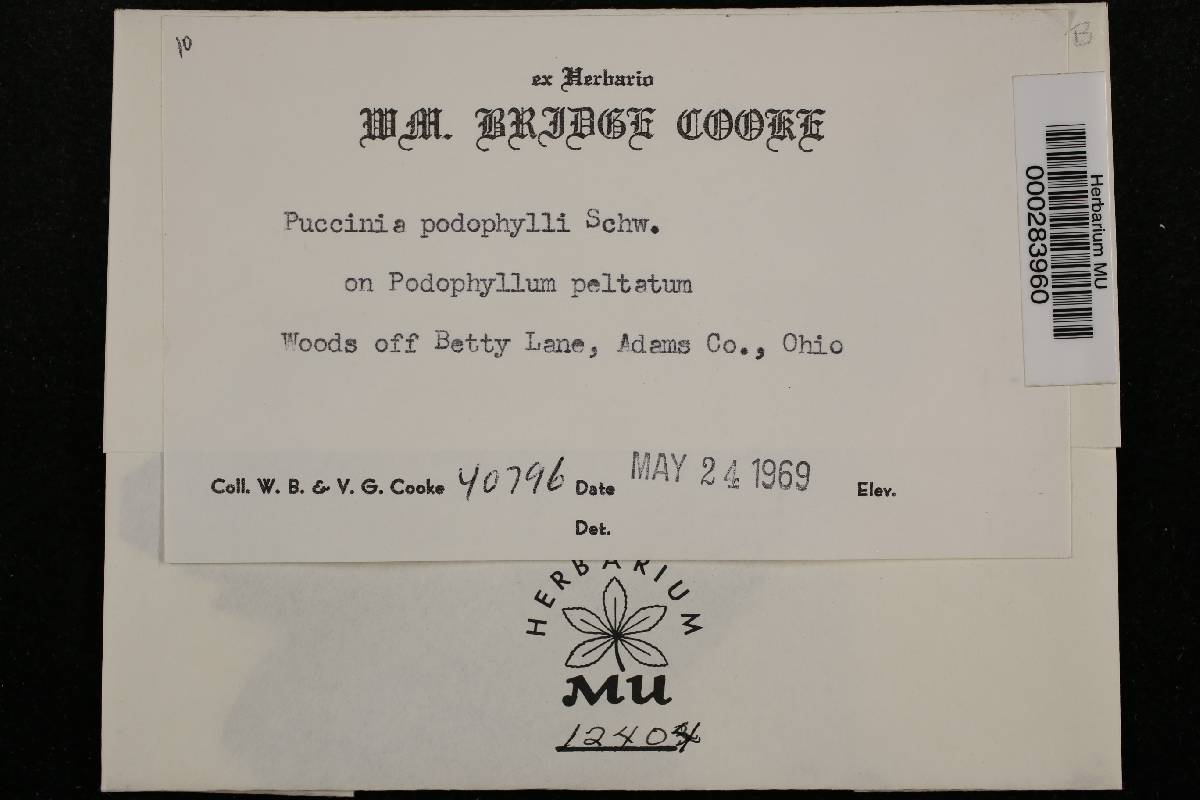 10
B
ex Herbario
WM. BRIDGE COOKE
Puccinia podophylli Schw.
on Podophyllum peltatum
Woods off Betty Lane, Adams Co., Ohio
Coll. W. B. & V. G. Cooke 40796 Date MAY 24 1969 Elev.
Det.
Herbarium MU
000283960
HERBARIUM
MU